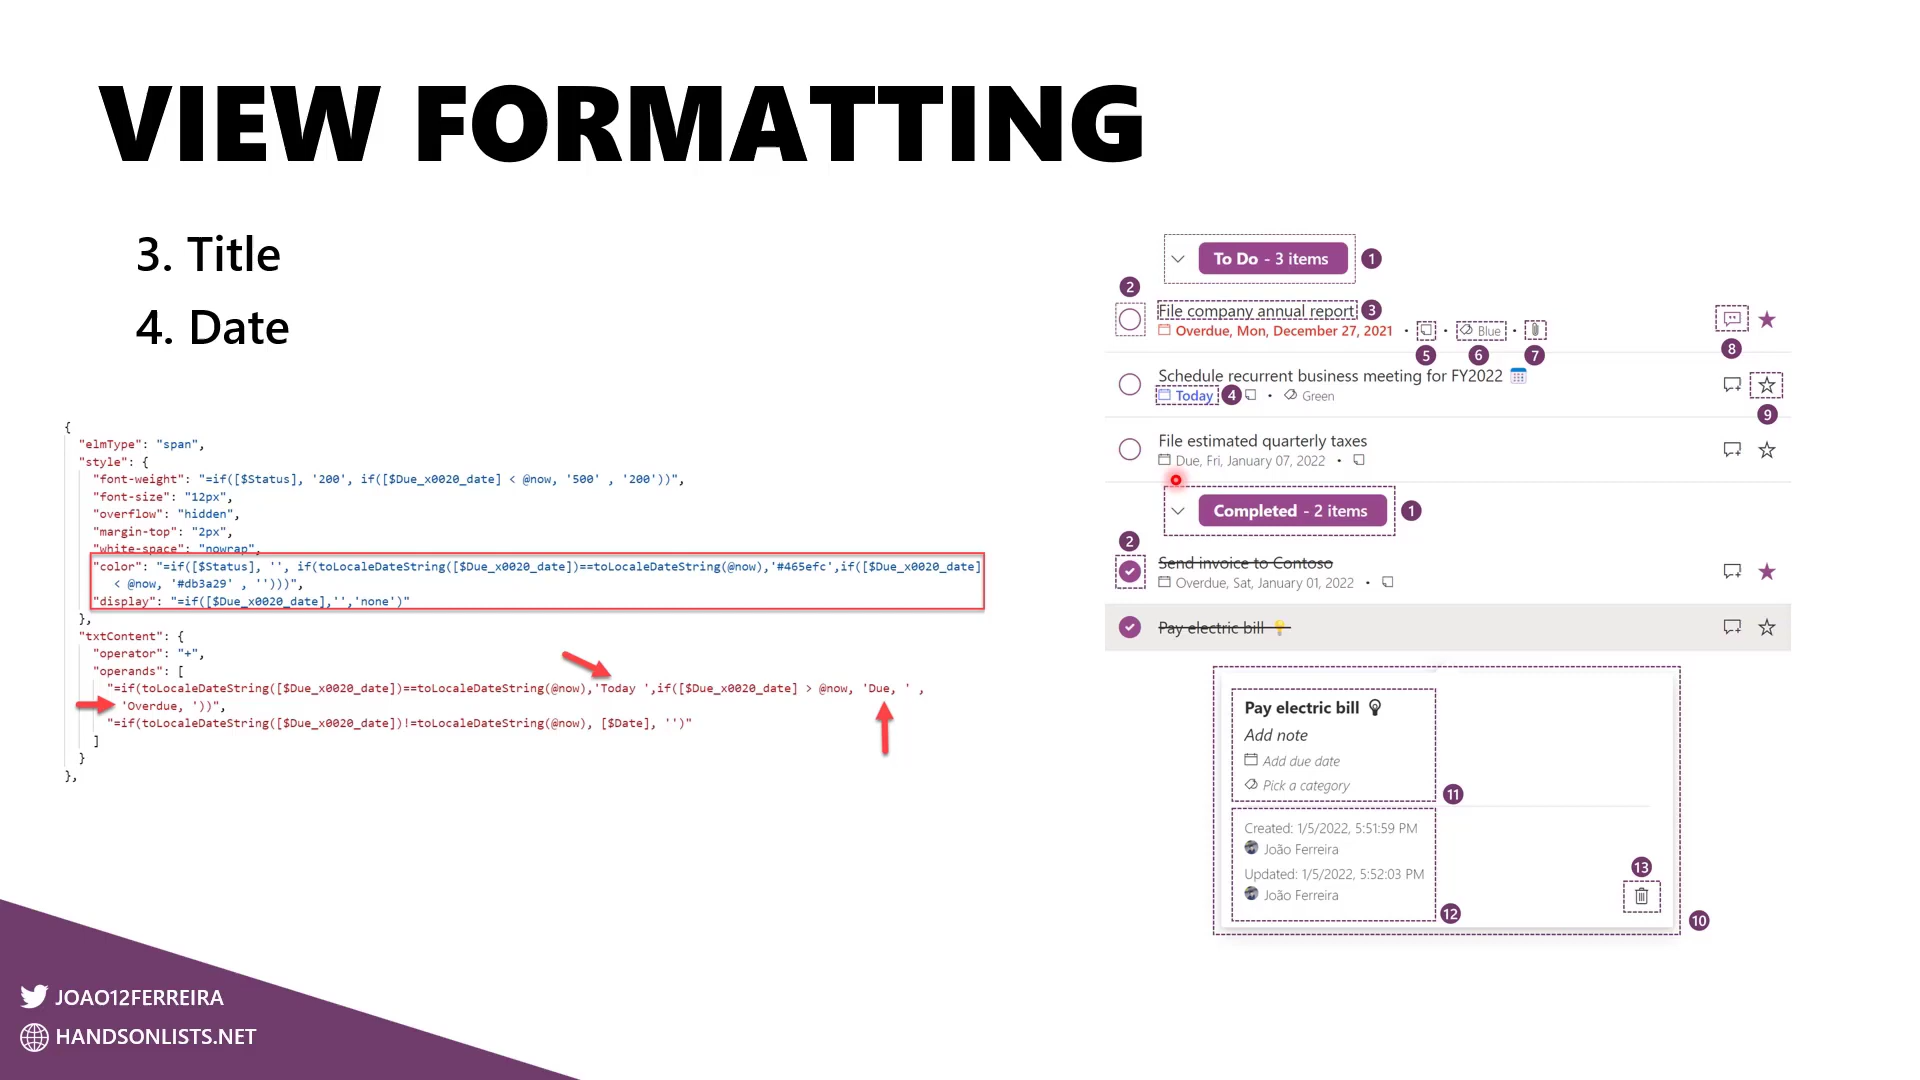 VIEW FORMATTING
3. Title
4. Date
{
"elmType": "span",
"style": {
"font-weight": "=if([$Status], '200', if([$Due_x0020_date] < @now, '500' , '200'))",
"font-size": "12px",
"overflow": "hidden",
"margin-top": "2px",
"white-space": "nowrap",
"color": "=if([$Status], '', if(toLocaleDateString([$Due_x0020_date])==toLocaleDateString(@now),'#465efc',if([$Due_x0020_date]
< @now, '#db3a29' , '')))",
"display": "=if([$Due_x0020_date],'','none')"
},
"txtContent": {
"operator": "+",
"operands": [
"=if(toLocaleDateString([$Due_x0020_date])==toLocaleDateString(@now),'Today ',if([$Due_x0020_date] > @now, 'Due, ' ,
'Overdue, '))",
"=if(toLocaleDateString([$Due_x0020_date])!=toLocaleDateString(@now), [$Date], '')"
]
}
},
To Do - 3 items 1
2
File company annual report 3
Overdue, Mon, December 27, 2021 • • Blue •
5 6 7 8
Schedule recurrent business meeting for FY2022
Today 4 • Green
9
File estimated quarterly taxes
Due, Fri, January 07, 2022 •
Completed - 2 items 1
2
Send invoice to Contoso
Overdue, Sat, January 01, 2022 •
Pay electric bill
Pay electric bill
Add note
Add due date
Pick a category
11
Created: 1/5/2022, 5:51:59 PM
João Ferreira
Updated: 1/5/2022, 5:52:03 PM
João Ferreira
12
13
10
JOAO12FERREIRA
HANDSONLISTS.NET